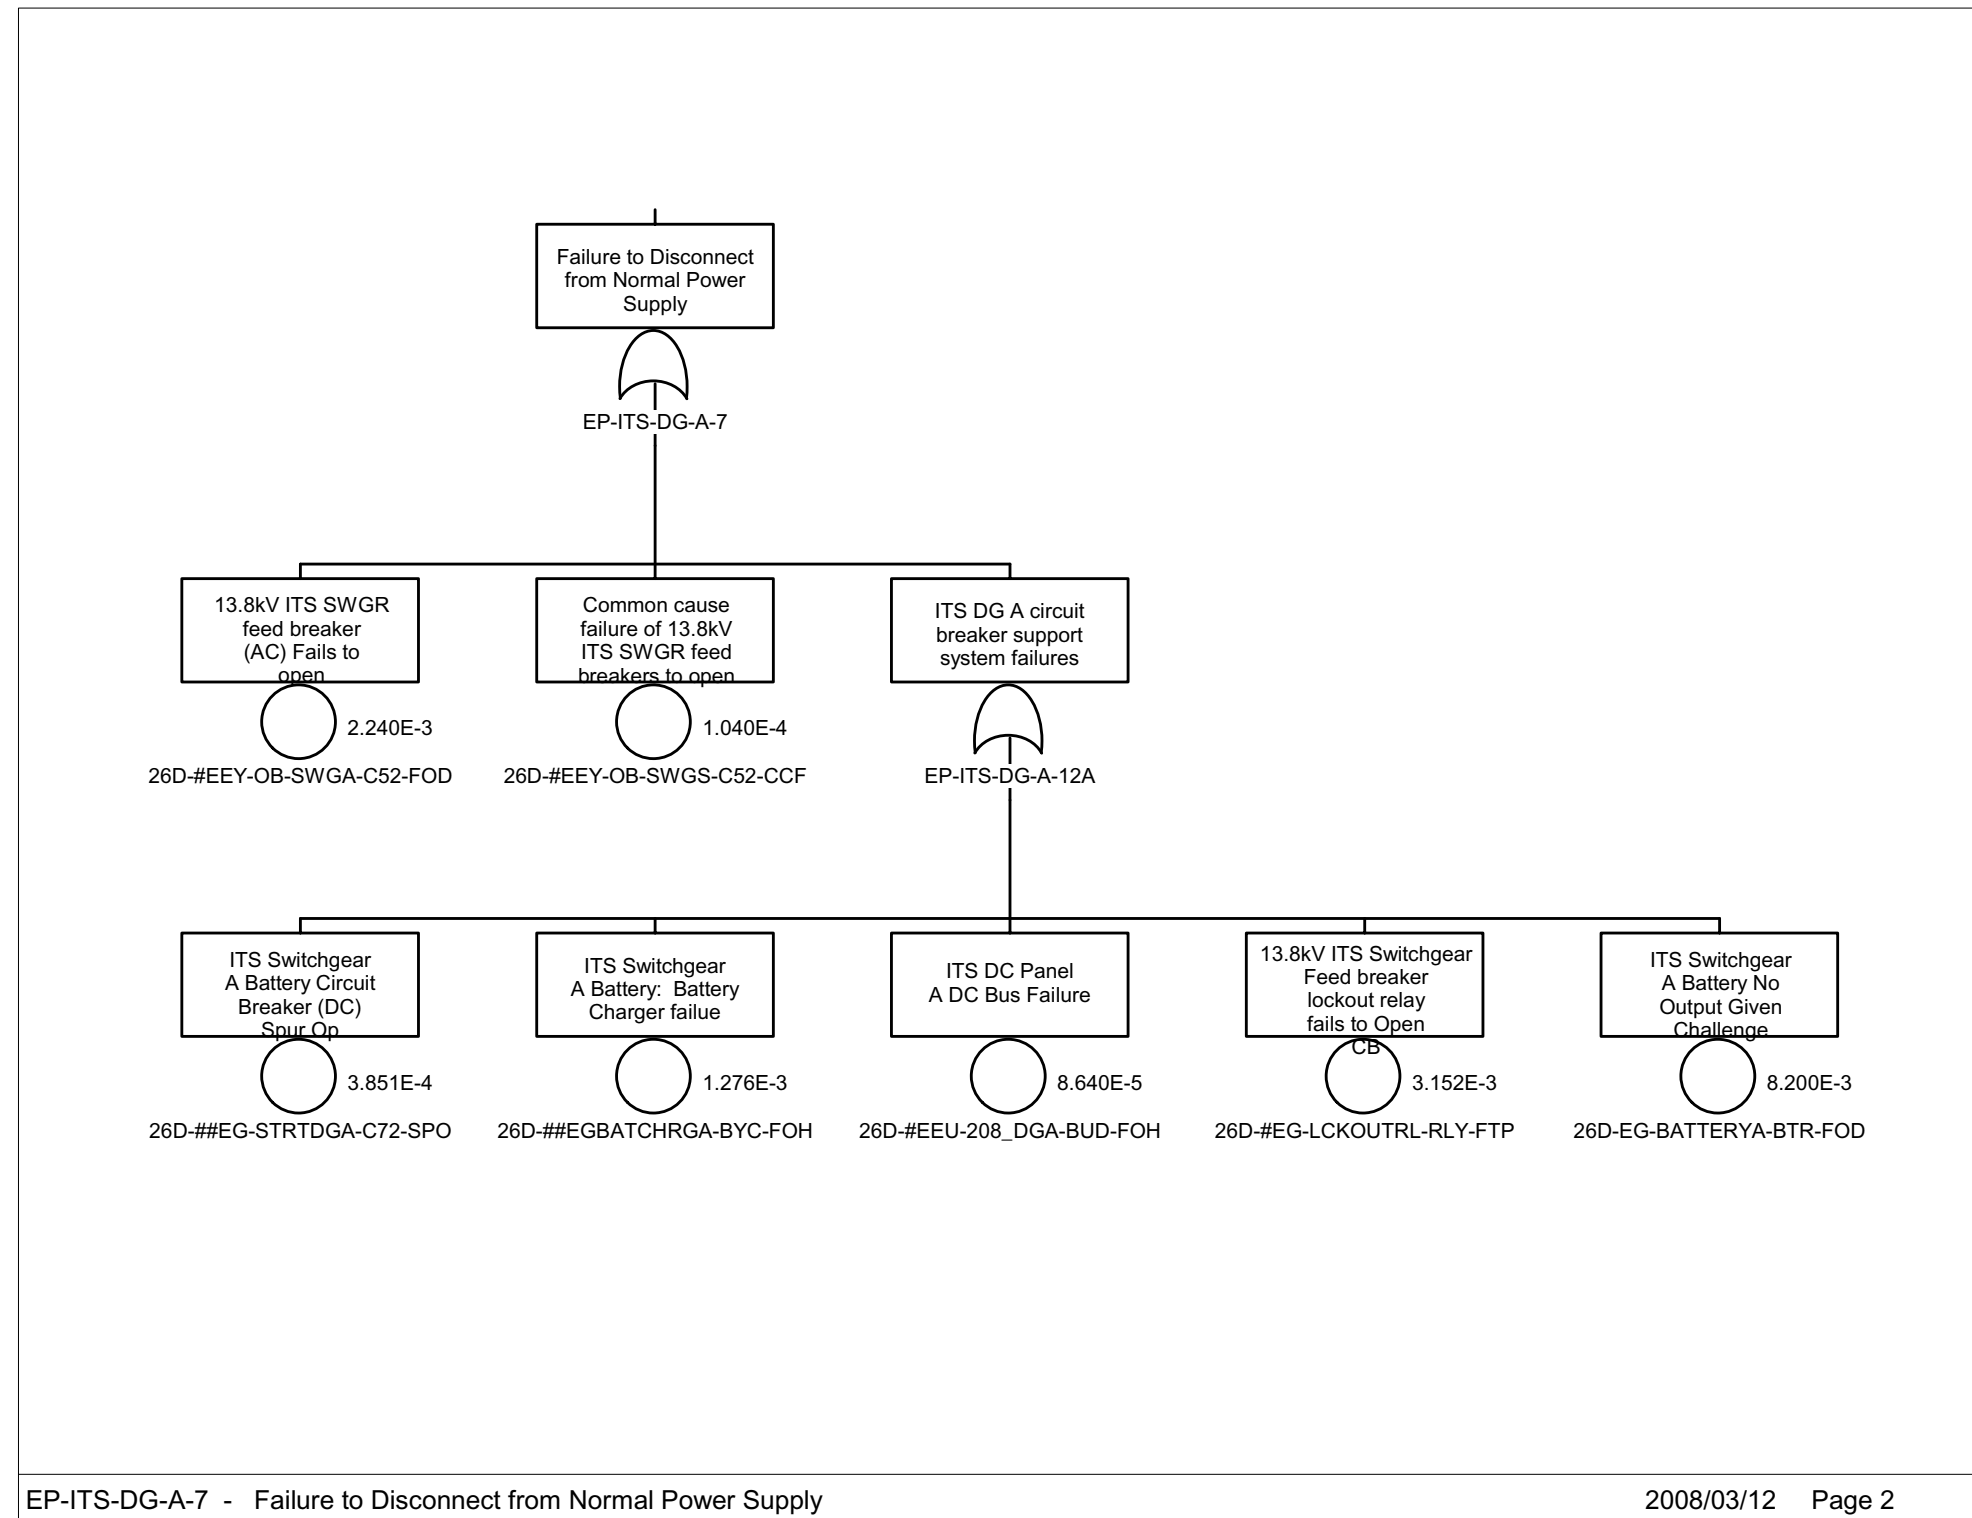 Failure to Disconnect
from Normal Power
Supply
EP-ITS-DG-A-7
13.8kV ITS SWGR
feed breaker
(AC) Fails to
open
2.240E-3
26D-#EEY-OB-SWGA-C52-FOD
Common cause
failure of 13.8kV
ITS SWGR feed
breakers to open
1.040E-4
26D-#EEY-OB-SWGS-C52-CCF
ITS DG A circuit
breaker support
system failures
EP-ITS-DG-A-12A
ITS Switchgear
A Battery Circuit
Breaker (DC)
Spur Op
3.851E-4
26D-##EG-STRTDGA-C72-SPO
ITS Switchgear
A Battery:  Battery
Charger failue
1.276E-3
26D-##EGBATCHRGA-BYC-FOH
ITS DC Panel
A DC Bus Failure
8.640E-5
26D-#EEU-208_DGA-BUD-FOH
13.8kV ITS Switchgear
Feed breaker
lockout relay
fails to Open
CB
3.152E-3
26D-#EG-LCKOUTRL-RLY-FTP
ITS Switchgear
A Battery No
Output Given
Challenge
8.200E-3
26D-EG-BATTERYA-BTR-FOD
EP-ITS-DG-A-7 - Failure to Disconnect from Normal Power Supply 2008/03/12 Page 2